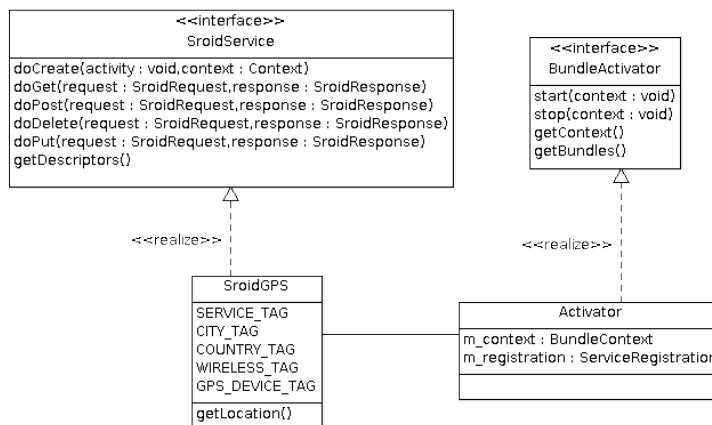 <<interface>>
SroidService
doCreate(activity : void,context : Context)
doGet(request : SroidRequest,response : SroidResponse)
doPost(request : SroidRequest,response : SroidResponse)
doDelete(request : SroidRequest,response : SroidResponse)
doPut(request : SroidRequest,response : SroidResponse)
getDescriptors()
<<interface>>
BundleActivator
start(context : void)
stop(context : void)
getContext()
getBundles()
<<realize>>
<<realize>>
SroidGPS
SERVICE_TAG
CITY_TAG
COUNTRY_TAG
WIRELESS_TAG
GPS_DEVICE_TAG
getLocation()
Activator
m_context : BundleContext
m_registration : ServiceRegistration